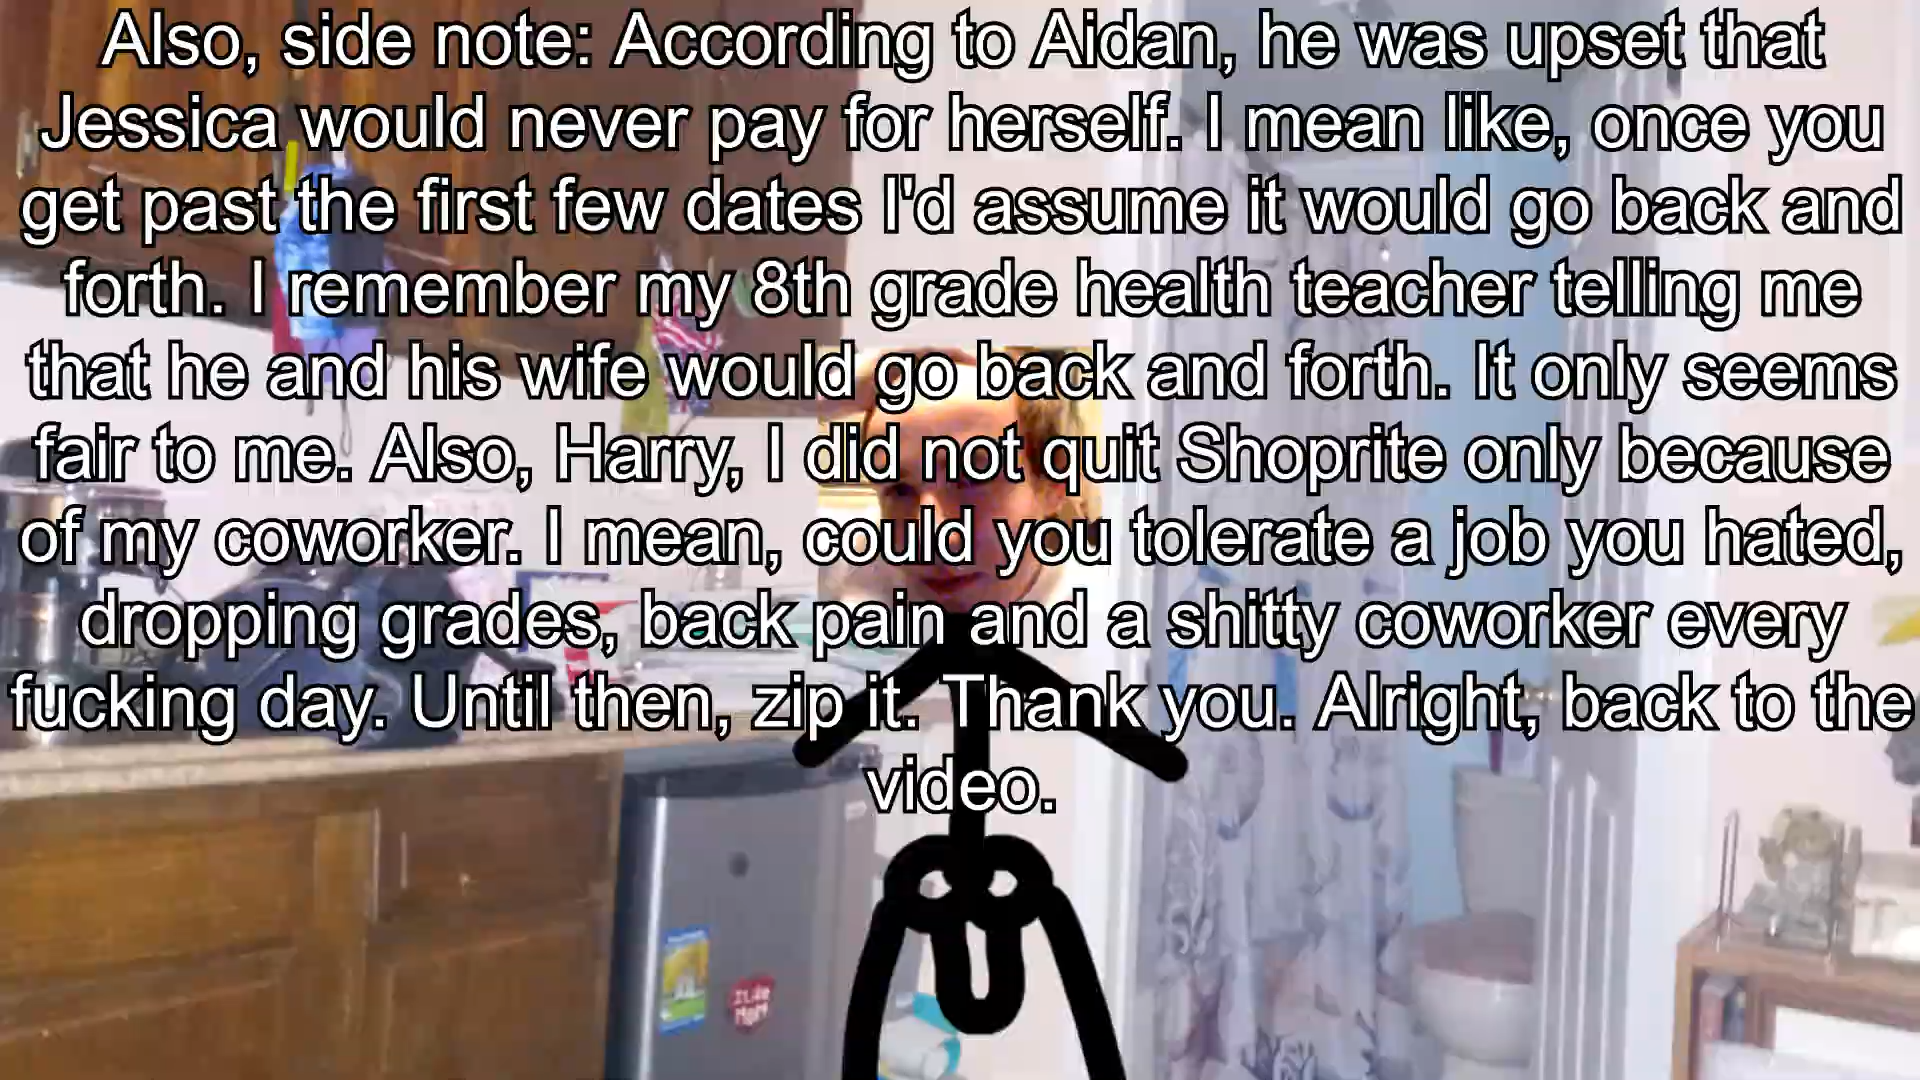 Also, side note: According to Aidan, he was upset that
Jessica would never pay for herself. I mean like, once you
get past the first few dates I'd assume it would go back and
forth. I remember my 8th grade health teacher telling me
that he and his wife would go back and forth. It only seems
fair to me. Also, Harry, I did not quit Shoprite only because
of my coworker. I mean, could you tolerate a job you hated,
dropping grades, back pain and a shitty coworker every
fucking day. Until then, zip it. Thank you. Alright, back to the
video.